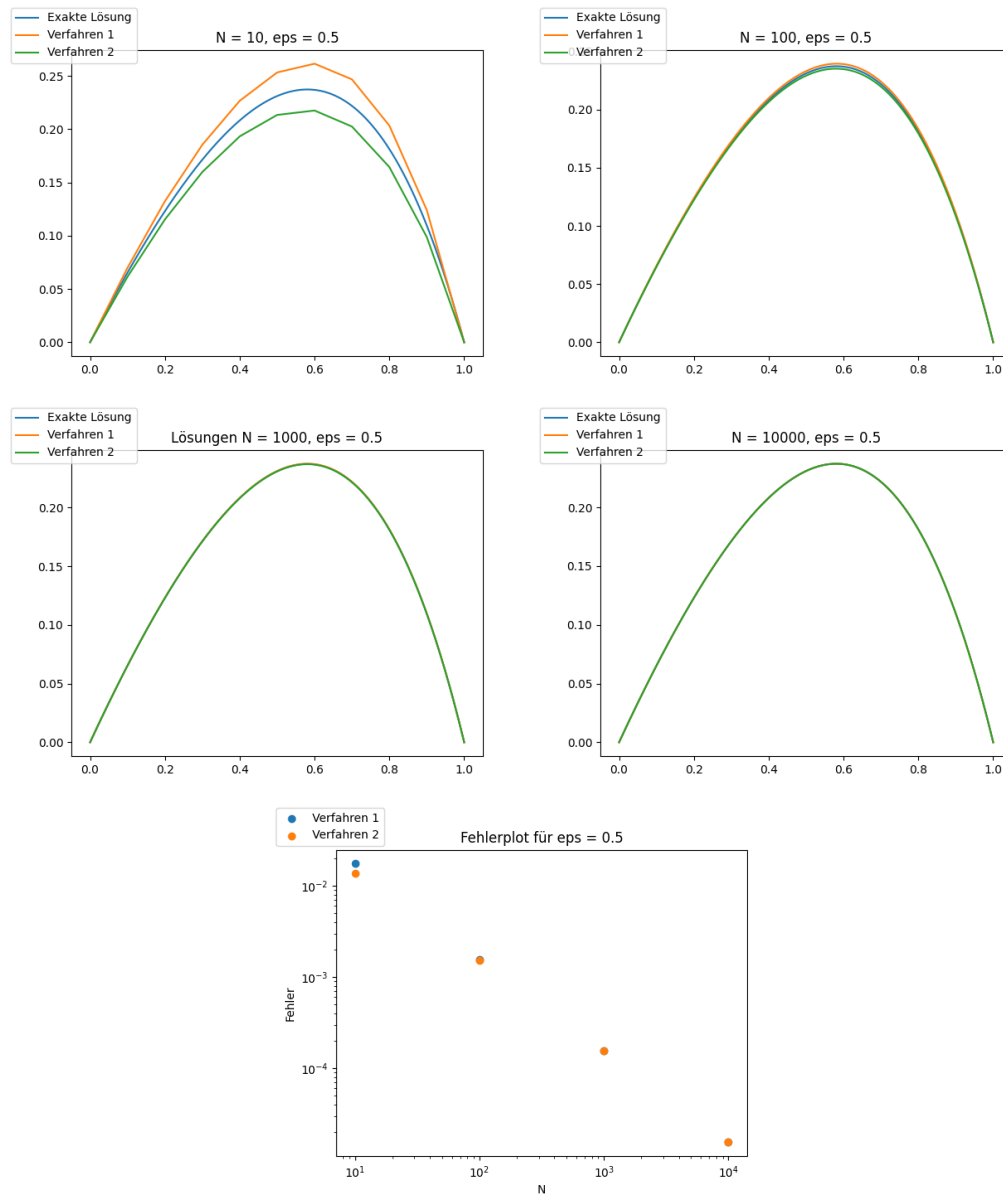 Exakte Lösung
Verfahren 1
Verfahren 2
N = 10, eps = 0.5
0.25
0.20
0.15
0.10
0.05
0.00
0.0 0.2 0.4 0.6 0.8 1.0
Exakte Lösung
Verfahren 1
Verfahren 2
N = 100, eps = 0.5
0.20
0.15
0.10
0.05
0.00
0.0 0.2 0.4 0.6 0.8 1.0
Exakte Lösung
Verfahren 1
Verfahren 2
Lösungen N = 1000, eps = 0.5
0.20
0.15
0.10
0.05
0.00
0.0 0.2 0.4 0.6 0.8 1.0
Exakte Lösung
Verfahren 1
Verfahren 2
N = 10000, eps = 0.5
0.20
0.15
0.10
0.05
0.00
0.0 0.2 0.4 0.6 0.8 1.0
Verfahren 1
Verfahren 2
Fehlerplot für eps = 0.5
10⁻²
10⁻³
10⁻⁴
Fehler
10¹ 10² 10³ 10⁴
N